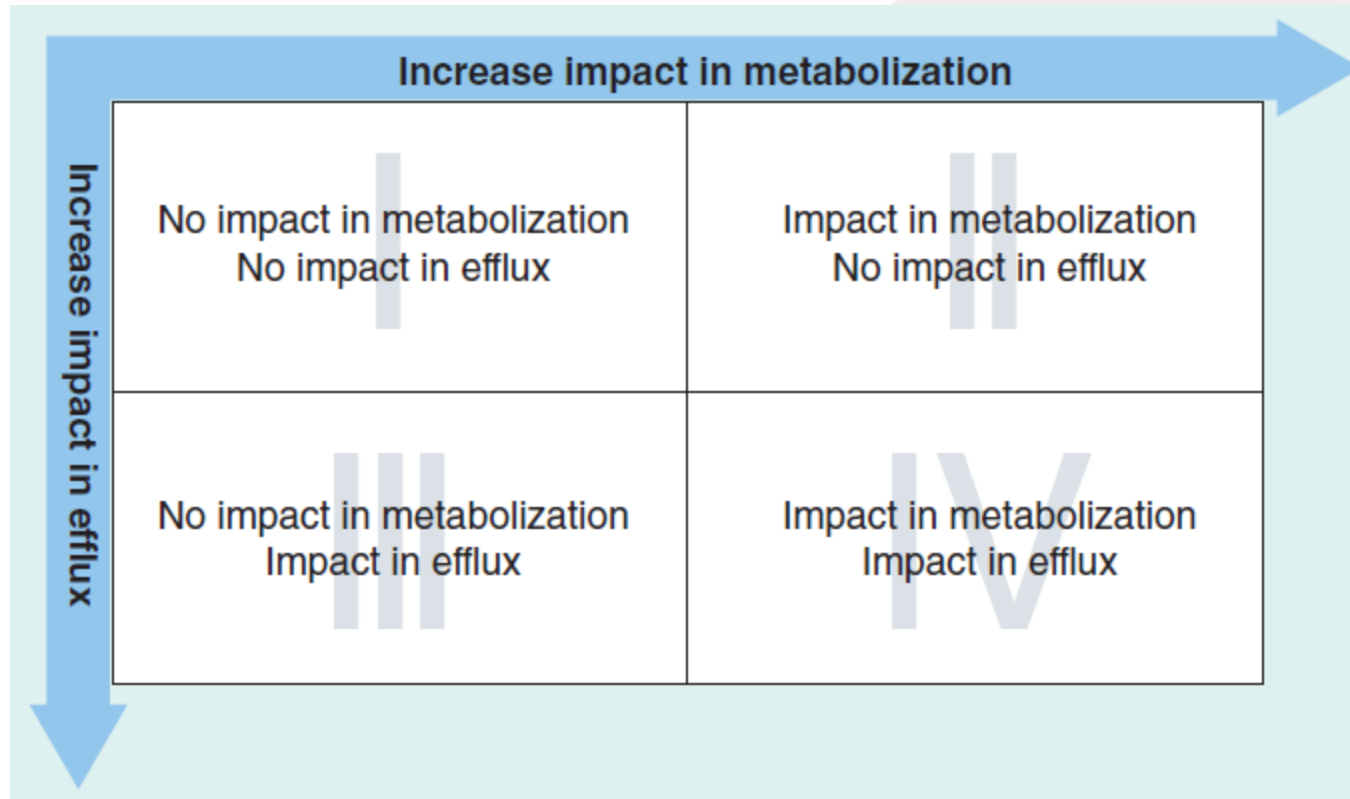 Increase impact in metabolization
Increase impact in efflux
I
No impact in metabolization
No impact in efflux
II
Impact in metabolization
No impact in efflux
III
No impact in metabolization
Impact in efflux
IV
Impact in metabolization
Impact in efflux